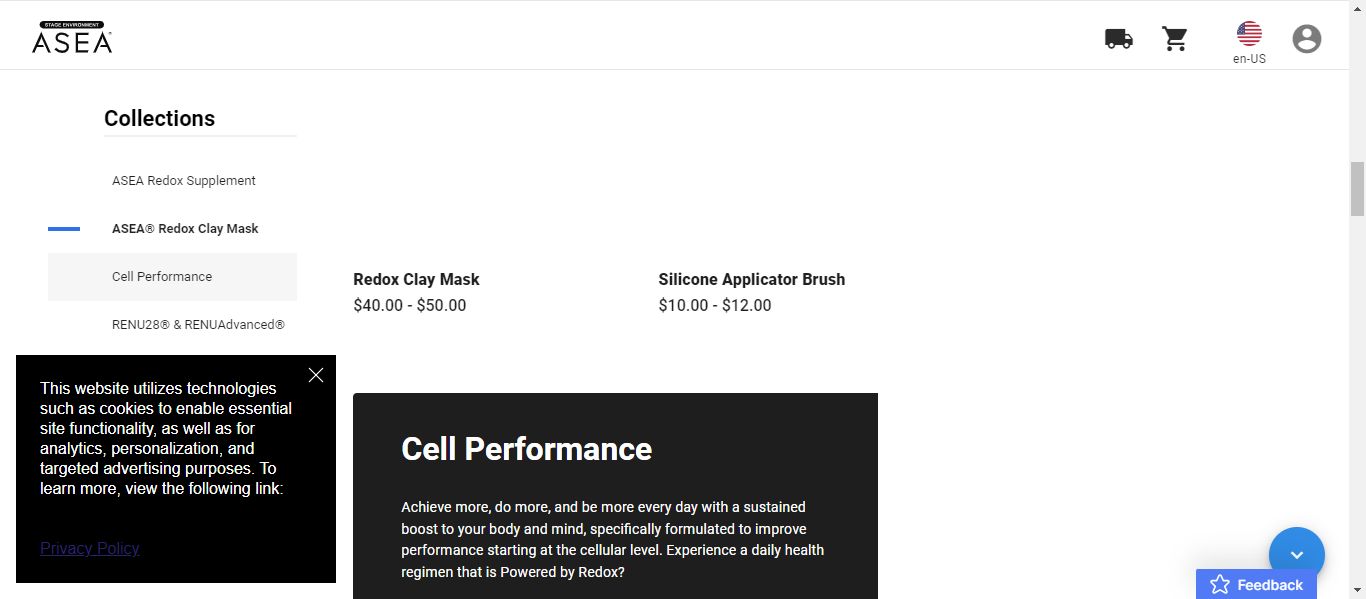 STAGE ENVIRONMENT
ASEA
en-US
Collections
ASEA Redox Supplement
ASEA® Redox Clay Mask
Cell Performance
RENU28® & RENUAdvanced®
Redox Clay Mask
$40.00 - $50.00
Silicone Applicator Brush
$10.00 - $12.00
This website utilizes technologies
such as cookies to enable essential
site functionality, as well as for
analytics, personalization, and
targeted advertising purposes. To
learn more, view the following link:
Privacy Policy
Cell Performance
Achieve more, do more, and be more every day with a sustained
boost to your body and mind, specifically formulated to improve
performance starting at the cellular level. Experience a daily health
regimen that is Powered by Redox?
Feedback